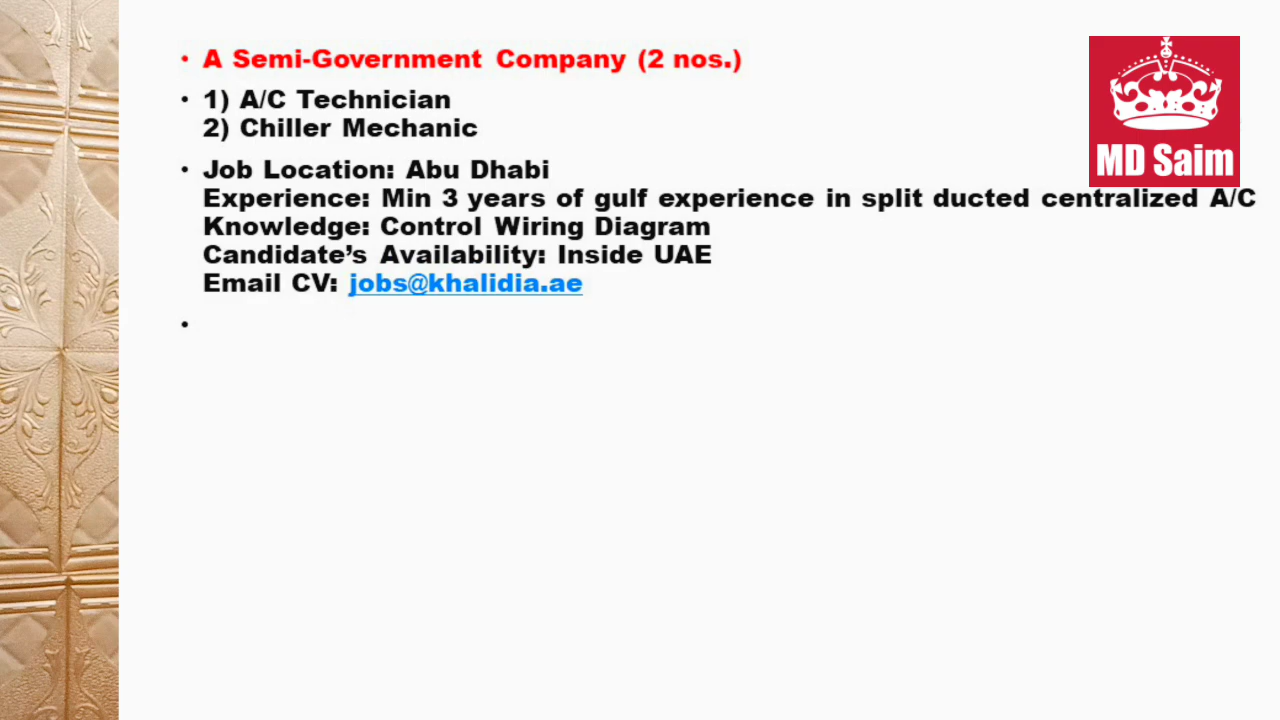 • A Semi-Government Company (2 nos.)
• 1) A/C Technician
2) Chiller Mechanic
• Job Location: Abu Dhabi
Experience: Min 3 years of gulf experience in split ducted centralized A/C
Knowledge: Control Wiring Diagram
Candidate’s Availability: Inside UAE
Email CV: jobs@khalidia.ae
•
MD Saim